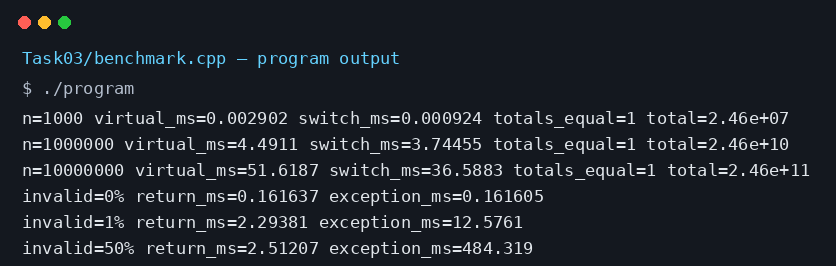 Task03/benchmark.cpp — program output
$ ./program
n=1000 virtual_ms=0.002902 switch_ms=0.000924 totals_equal=1 total=2.46e+07
n=1000000 virtual_ms=4.4911 switch_ms=3.74455 totals_equal=1 total=2.46e+10
n=10000000 virtual_ms=51.6187 switch_ms=36.5883 totals_equal=1 total=2.46e+11
invalid=0% return_ms=0.161637 exception_ms=0.161605
invalid=1% return_ms=2.29381 exception_ms=12.5761
invalid=50% return_ms=2.51207 exception_ms=484.319